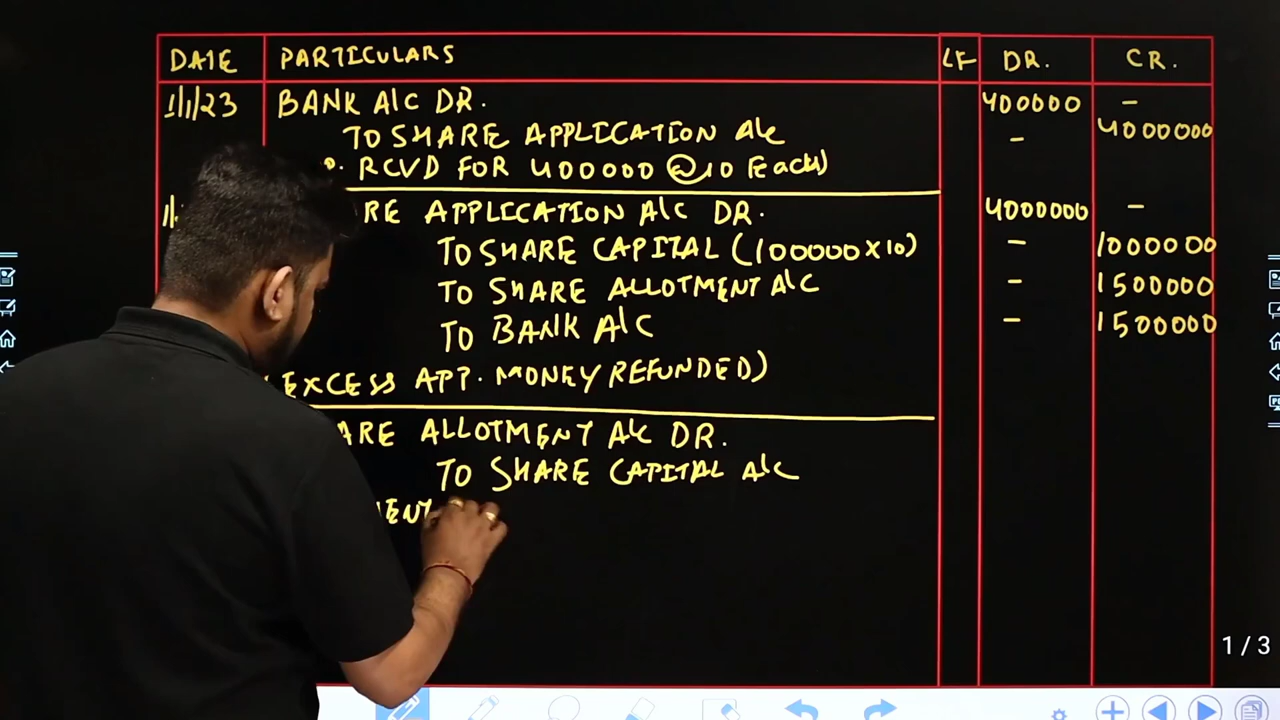 DATE PARTICULARS LF DR. CR.
1/1/23 BANK A/C DR. 400000 -
TO SHARE APPLICATION A/C - 4000000
P. RCVD FOR 400000 @10 Each)
RE APPLICATION A/C DR. 4000000 -
TO SHARE CAPITAL (100000×10) - 1000000
TO SHARE ALLOTMENT A/C - 1500000
TO BANK A/C - 1500000
(EXCESS APP. MONEY REFUNDED)
ARE ALLOTMENT A/C DR.
TO SHARE CAPITAL A/C
MENT
1 / 3